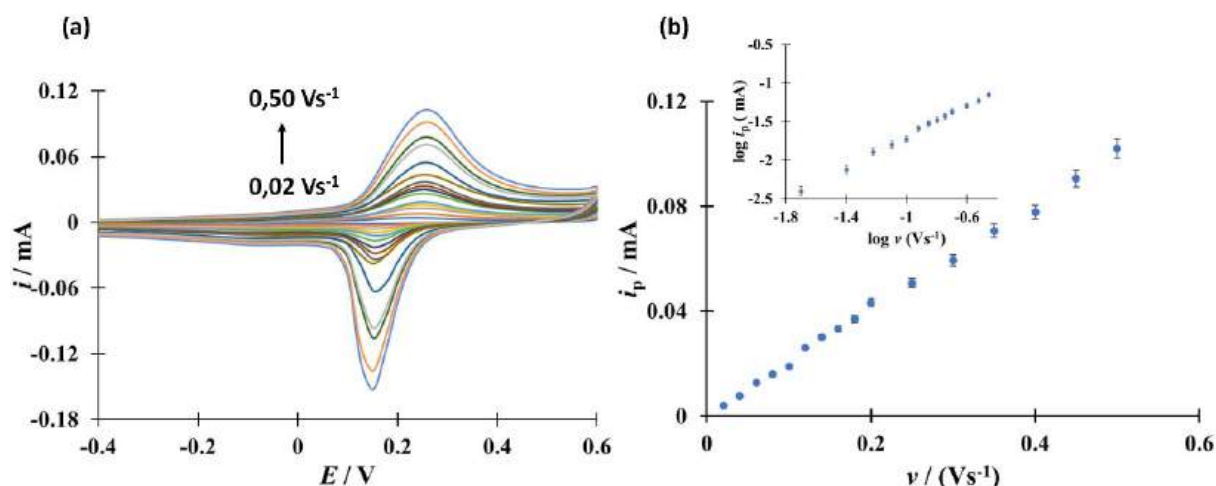 (a)
0.12
0.06
0
-0.06
-0.12
-0.18
i / mA
0,50 Vs⁻¹
0,02 Vs⁻¹
-0.4
-0.2
0
0.2
0.4
0.6
E / V
(b)
0.12
0.08
0.04
0
iₚ / mA
0
0.2
0.4
0.6
v / (Vs⁻¹)
-0.5
-1
-1.5
-2
-2.5
log iₚ ( mA)
-1.8
-1.4
-1
-0.6
log v (Vs⁻¹)